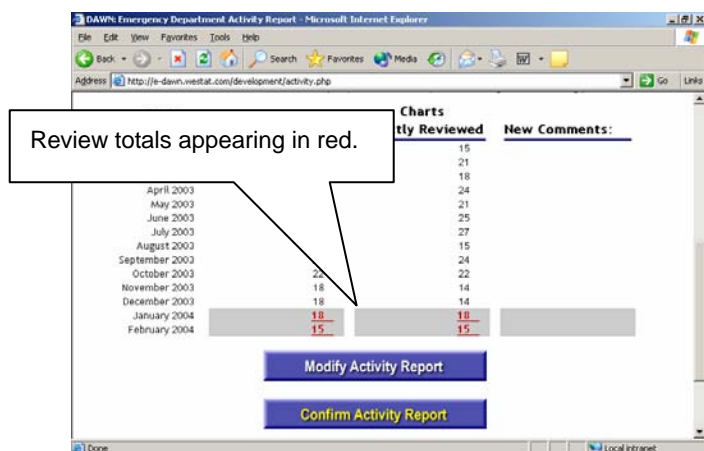 DAWN: Emergency Department Activity Report - Microsoft Internet Explorer
File Edit View Favorites Tools Help
Back Search Favorites Media
Address http://e-dawn.westat.com/development/activity.php Go Links
Charts
tly Reviewed New Comments:
Review totals appearing in red.
15
21
18
April 2003 24
May 2003 21
June 2003 25
July 2003 27
August 2003 15
September 2003 24
October 2003 22 22
November 2003 18 14
December 2003 18 14
January 2004 18 18
February 2004 15 15
Modify Activity Report
Confirm Activity Report
Done Local intranet